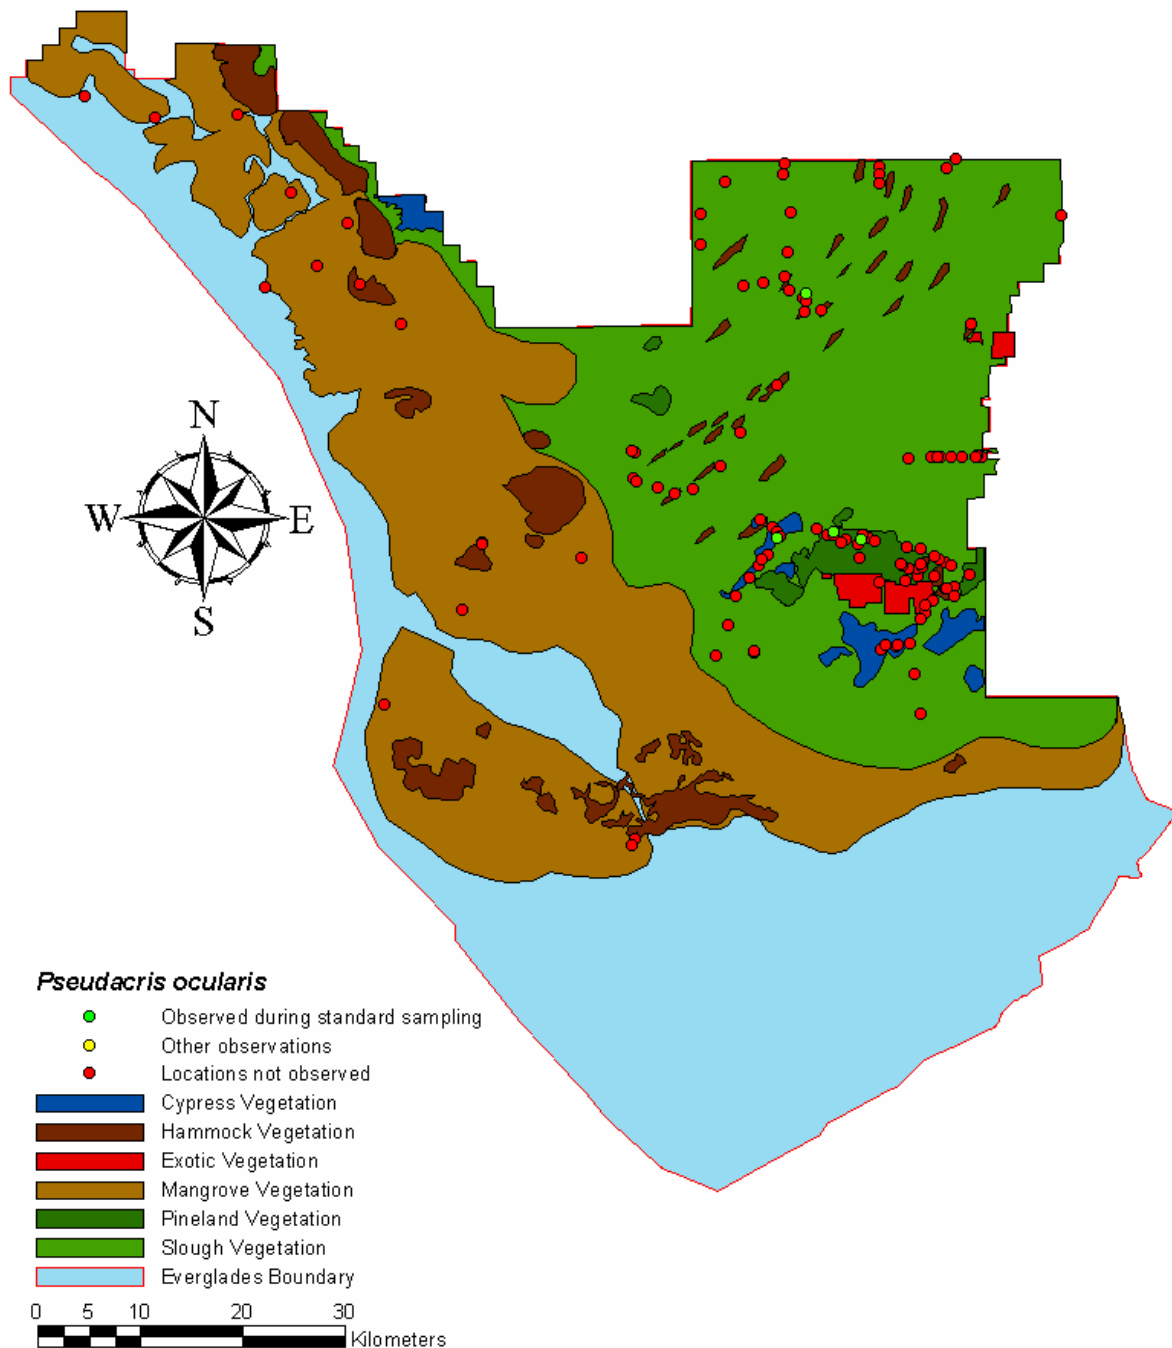 N
W E
S
Pseudacris ocularis
Observed during standard sampling
Other observations
Locations not observed
Cypress Vegetation
Hammock Vegetation
Exotic Vegetation
Mangrove Vegetation
Pineland Vegetation
Slough Vegetation
Everglades Boundary
0 5 10 20 30
Kilometers